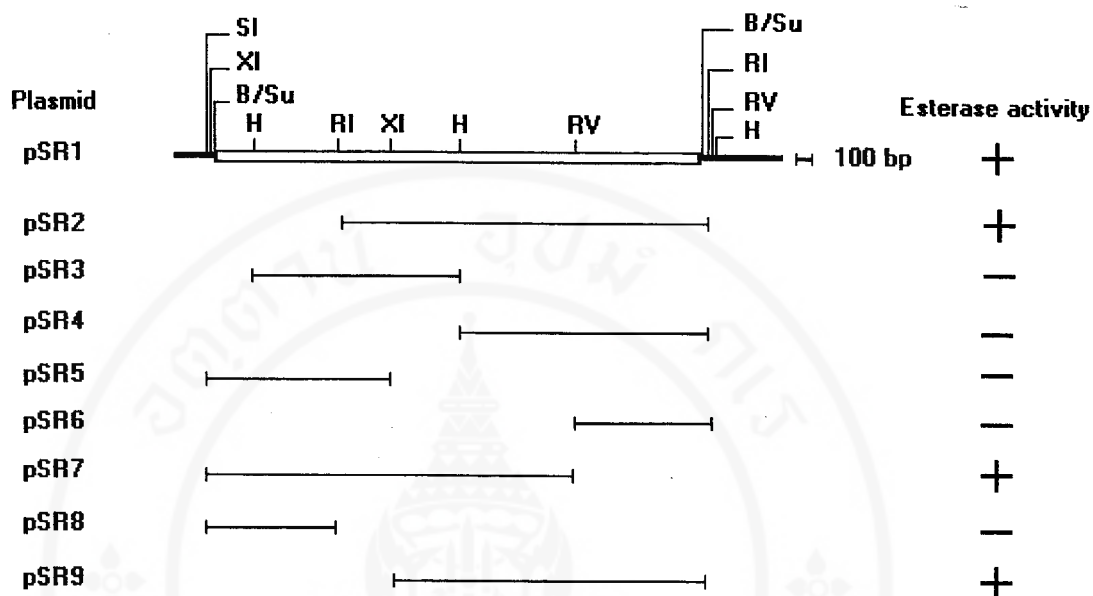 SI
XI
B/Su
H RI XI H RV
B/Su
RI
RV
H
Plasmid
Esterase activity
pSR1
100 bp
+
pSR2 +
pSR3 –
pSR4 –
pSR5 –
pSR6 –
pSR7 +
pSR8 –
pSR9 +